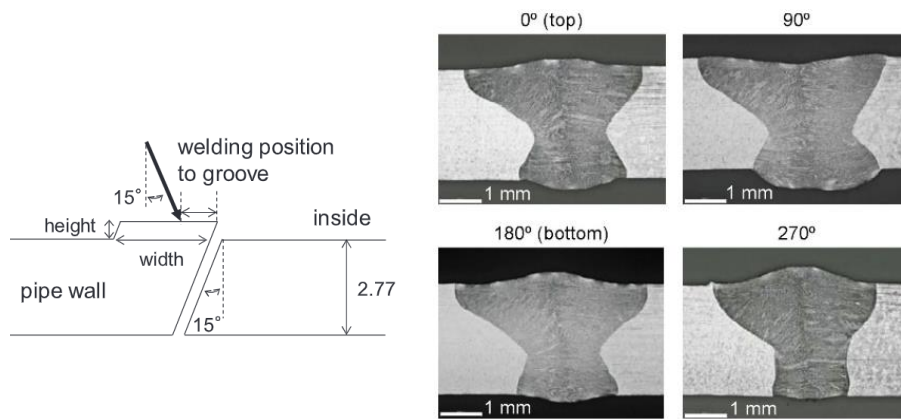 welding position
to groove
15°
height
inside
width
pipe wall
2.77
15°
0º (top)
90º
1 mm
1 mm
180º (bottom)
270º
1 mm
1 mm